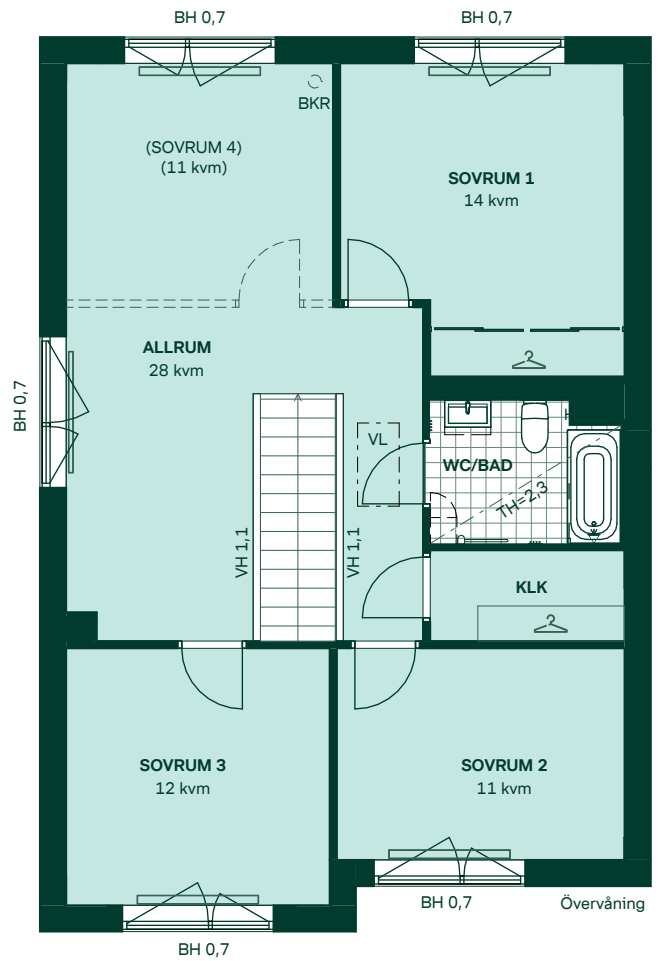 BH 0,7
BH 0,7
BKR
(SOVRUM 4)
(11 kvm)
SOVRUM 1
14 kvm
ALLRUM
28 kvm
BH 0,7
VL
WC/BAD
TH=2,3
VH 1,1
VH 1,1
KLK
SOVRUM 3
12 kvm
SOVRUM 2
11 kvm
BH 0,7
Övervåning
BH 0,7